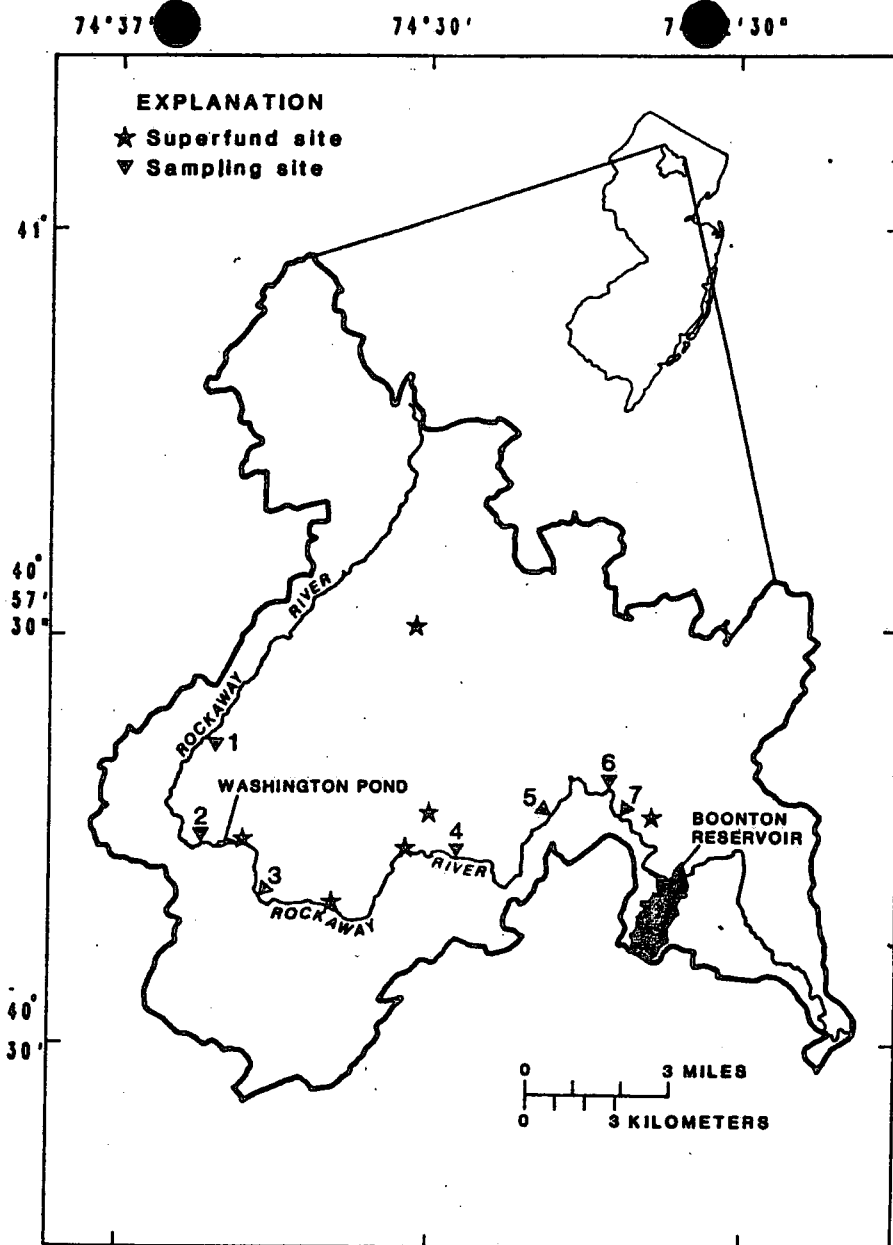 74°37'
74°30'
30"
EXPLANATION
Superfund site
Sampling site
41°
40°
57'
30"
ROCKAWAY RIVER
1
WASHINGTON POND
2
3
ROCKAWAY RIVER
4
5
6
7
BOONTON
RESERVOIR
40°
30'
0 3 MILES
0 3 KILOMETERS